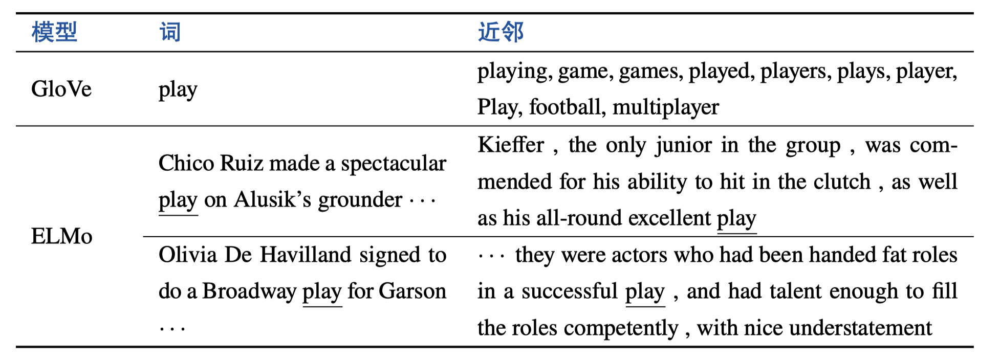 模型 词 近邻
GloVe play playing, game, games, played, players, plays, player,
Play, football, multiplayer
ELMo
Chico Ruiz made a spectacular
play on Alusik’s grounder · · ·
Kieffer , the only junior in the group , was com-
mended for his ability to hit in the clutch , as well
as his all-round excellent play
Olivia De Havilland signed to
do a Broadway play for Garson
· · ·
· · · they were actors who had been handed fat roles
in a successful play , and had talent enough to fill
the roles competently , with nice understatement